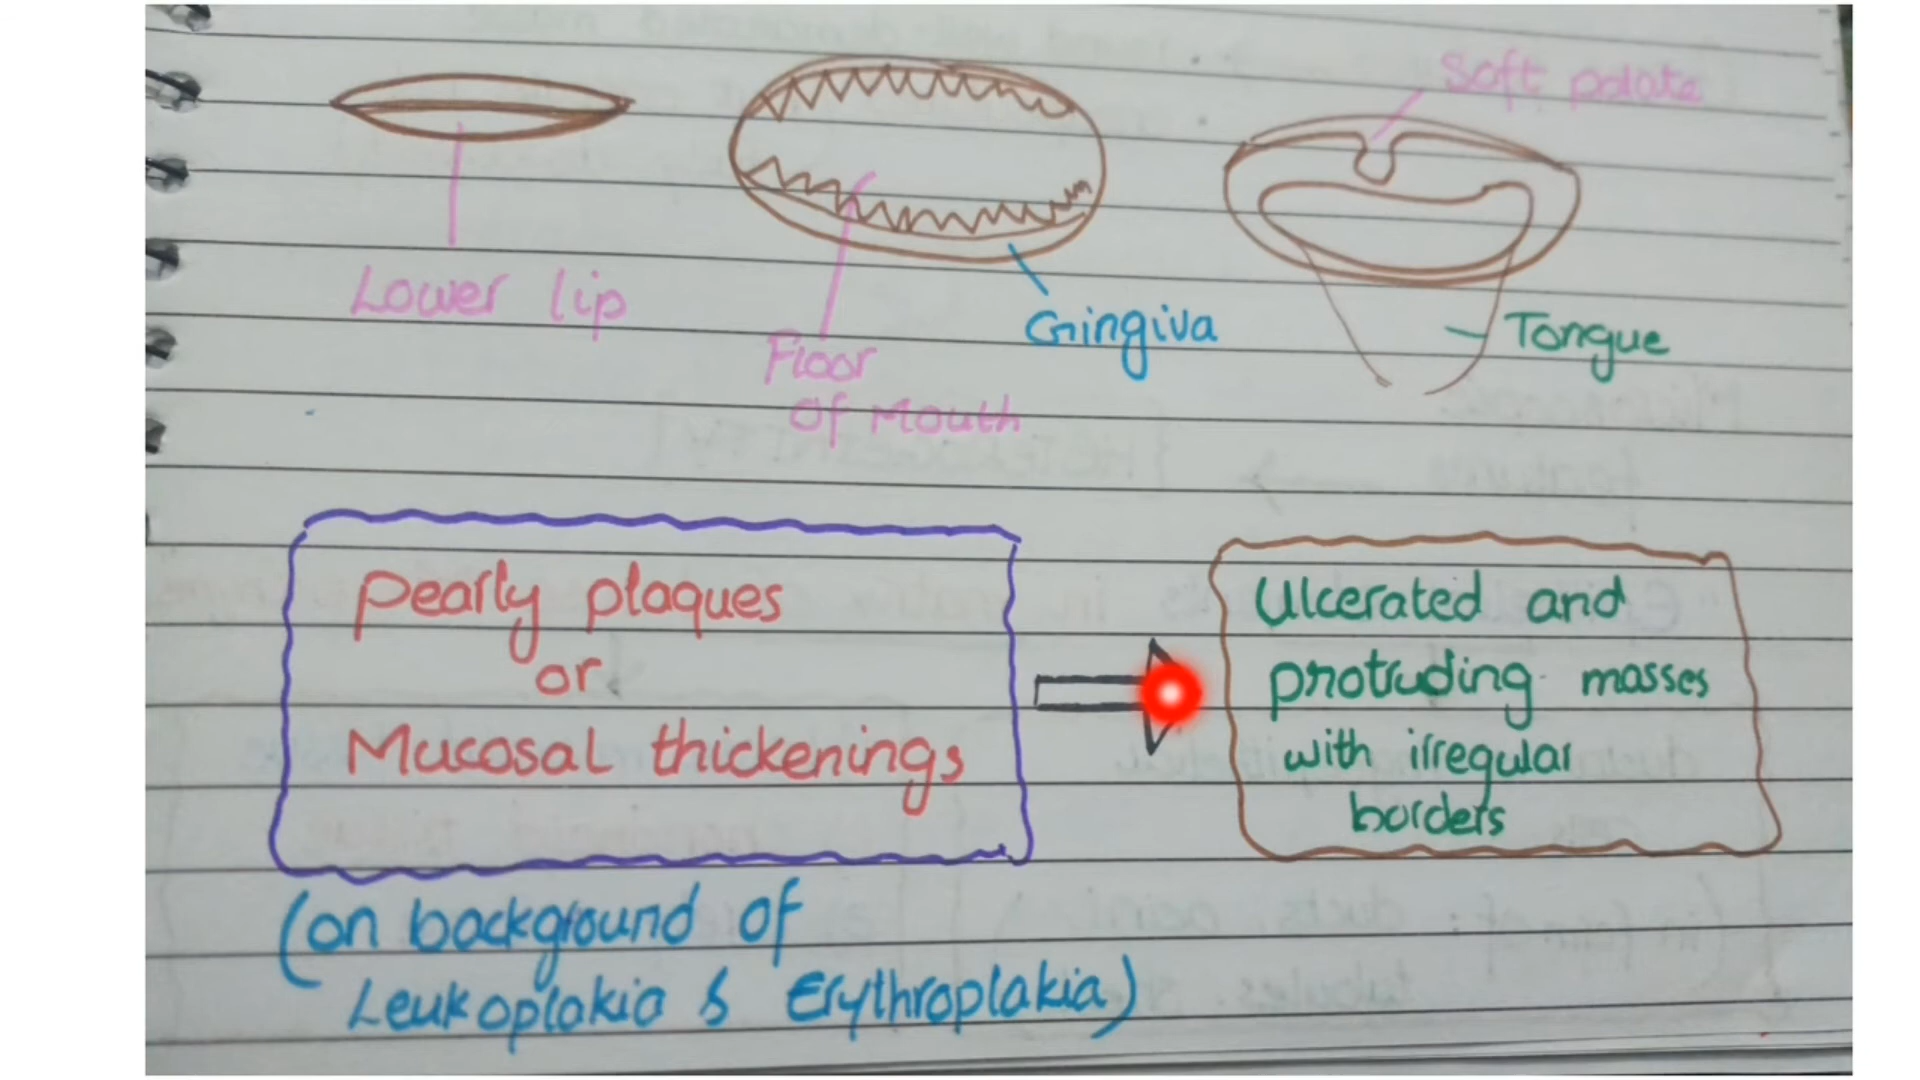 Soft palate
Lower lip
Floor
of Mouth
Gingiva
Tongue
Pearly plaques
or
Mucosal thickenings
Ulcerated and
protruding masses
with irregular
borders
(on background of
Leukoplakia & Erythroplakia)